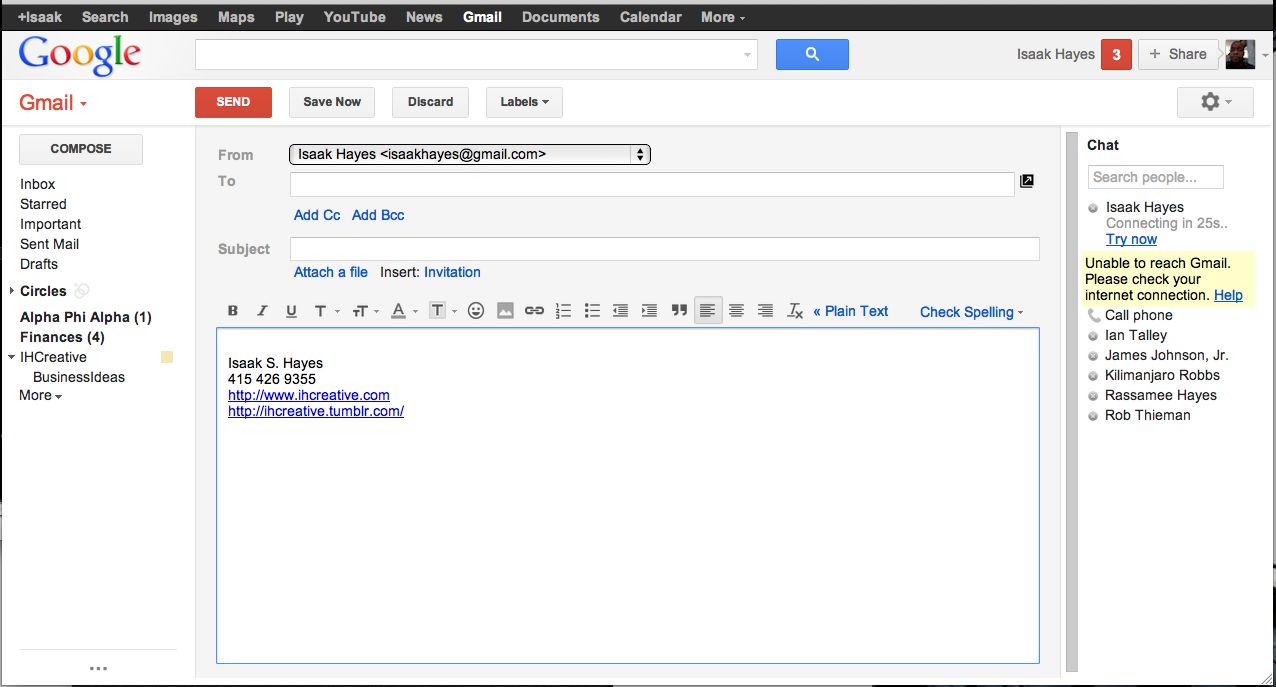 +Isaak Search Images Maps Play YouTube News Gmail Documents Calendar More
Google
Isaak Hayes 3 + Share
Gmail
SEND Save Now Discard Labels
COMPOSE
Inbox
Starred
Important
Sent Mail
Drafts
Circles
Alpha Phi Alpha (1)
Finances (4)
IHCreative
BusinessIdeas
More
From Isaak Hayes <isaakhayes@gmail.com>
To
Add Cc Add Bcc
Subject
Attach a file Insert: Invitation
B I U T TT A T « Plain Text Check Spelling
Isaak S. Hayes
415 426 9355
http://www.ihcreative.com
http://ihcreative.tumblr.com/
Chat
Search people...
Isaak Hayes
Connecting in 25s..
Try now
Unable to reach Gmail.
Please check your
internet connection. Help
Call phone
Ian Talley
James Johnson, Jr.
Kilimanjaro Robbs
Rassamee Hayes
Rob Thieman